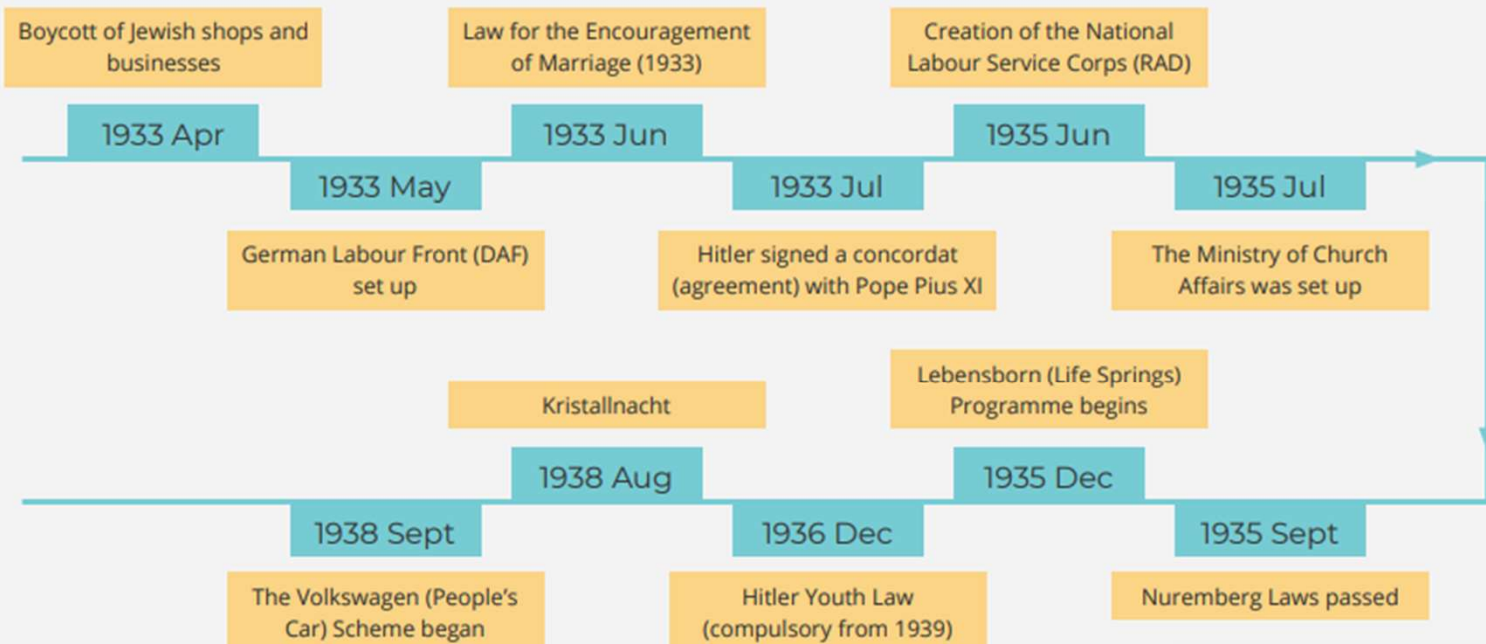 Boycott of Jewish shops and
businesses
1933 Apr
1933 May
German Labour Front (DAF)
set up
Law for the Encouragement
of Marriage (1933)
1933 Jun
1933 Jul
Hitler signed a concordat
(agreement) with Pope Pius XI
Creation of the National
Labour Service Corps (RAD)
1935 Jun
1935 Jul
The Ministry of Church
Affairs was set up
1935 Sept
Nuremberg Laws passed
Lebensborn (Life Springs)
Programme begins
1935 Dec
1936 Dec
Hitler Youth Law
(compulsory from 1939)
Kristallnacht
1938 Aug
1938 Sept
The Volkswagen (People's
Car) Scheme began